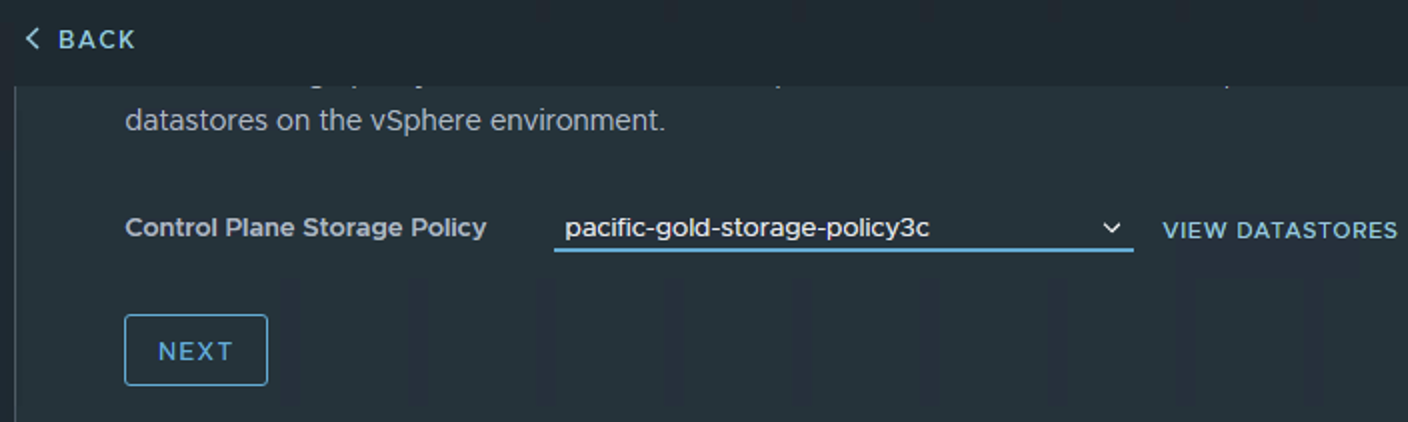 BACK
datastores on the vSphere environment.
Control Plane Storage Policy pacific-gold-storage-policy3c VIEW DATASTORES
NEXT